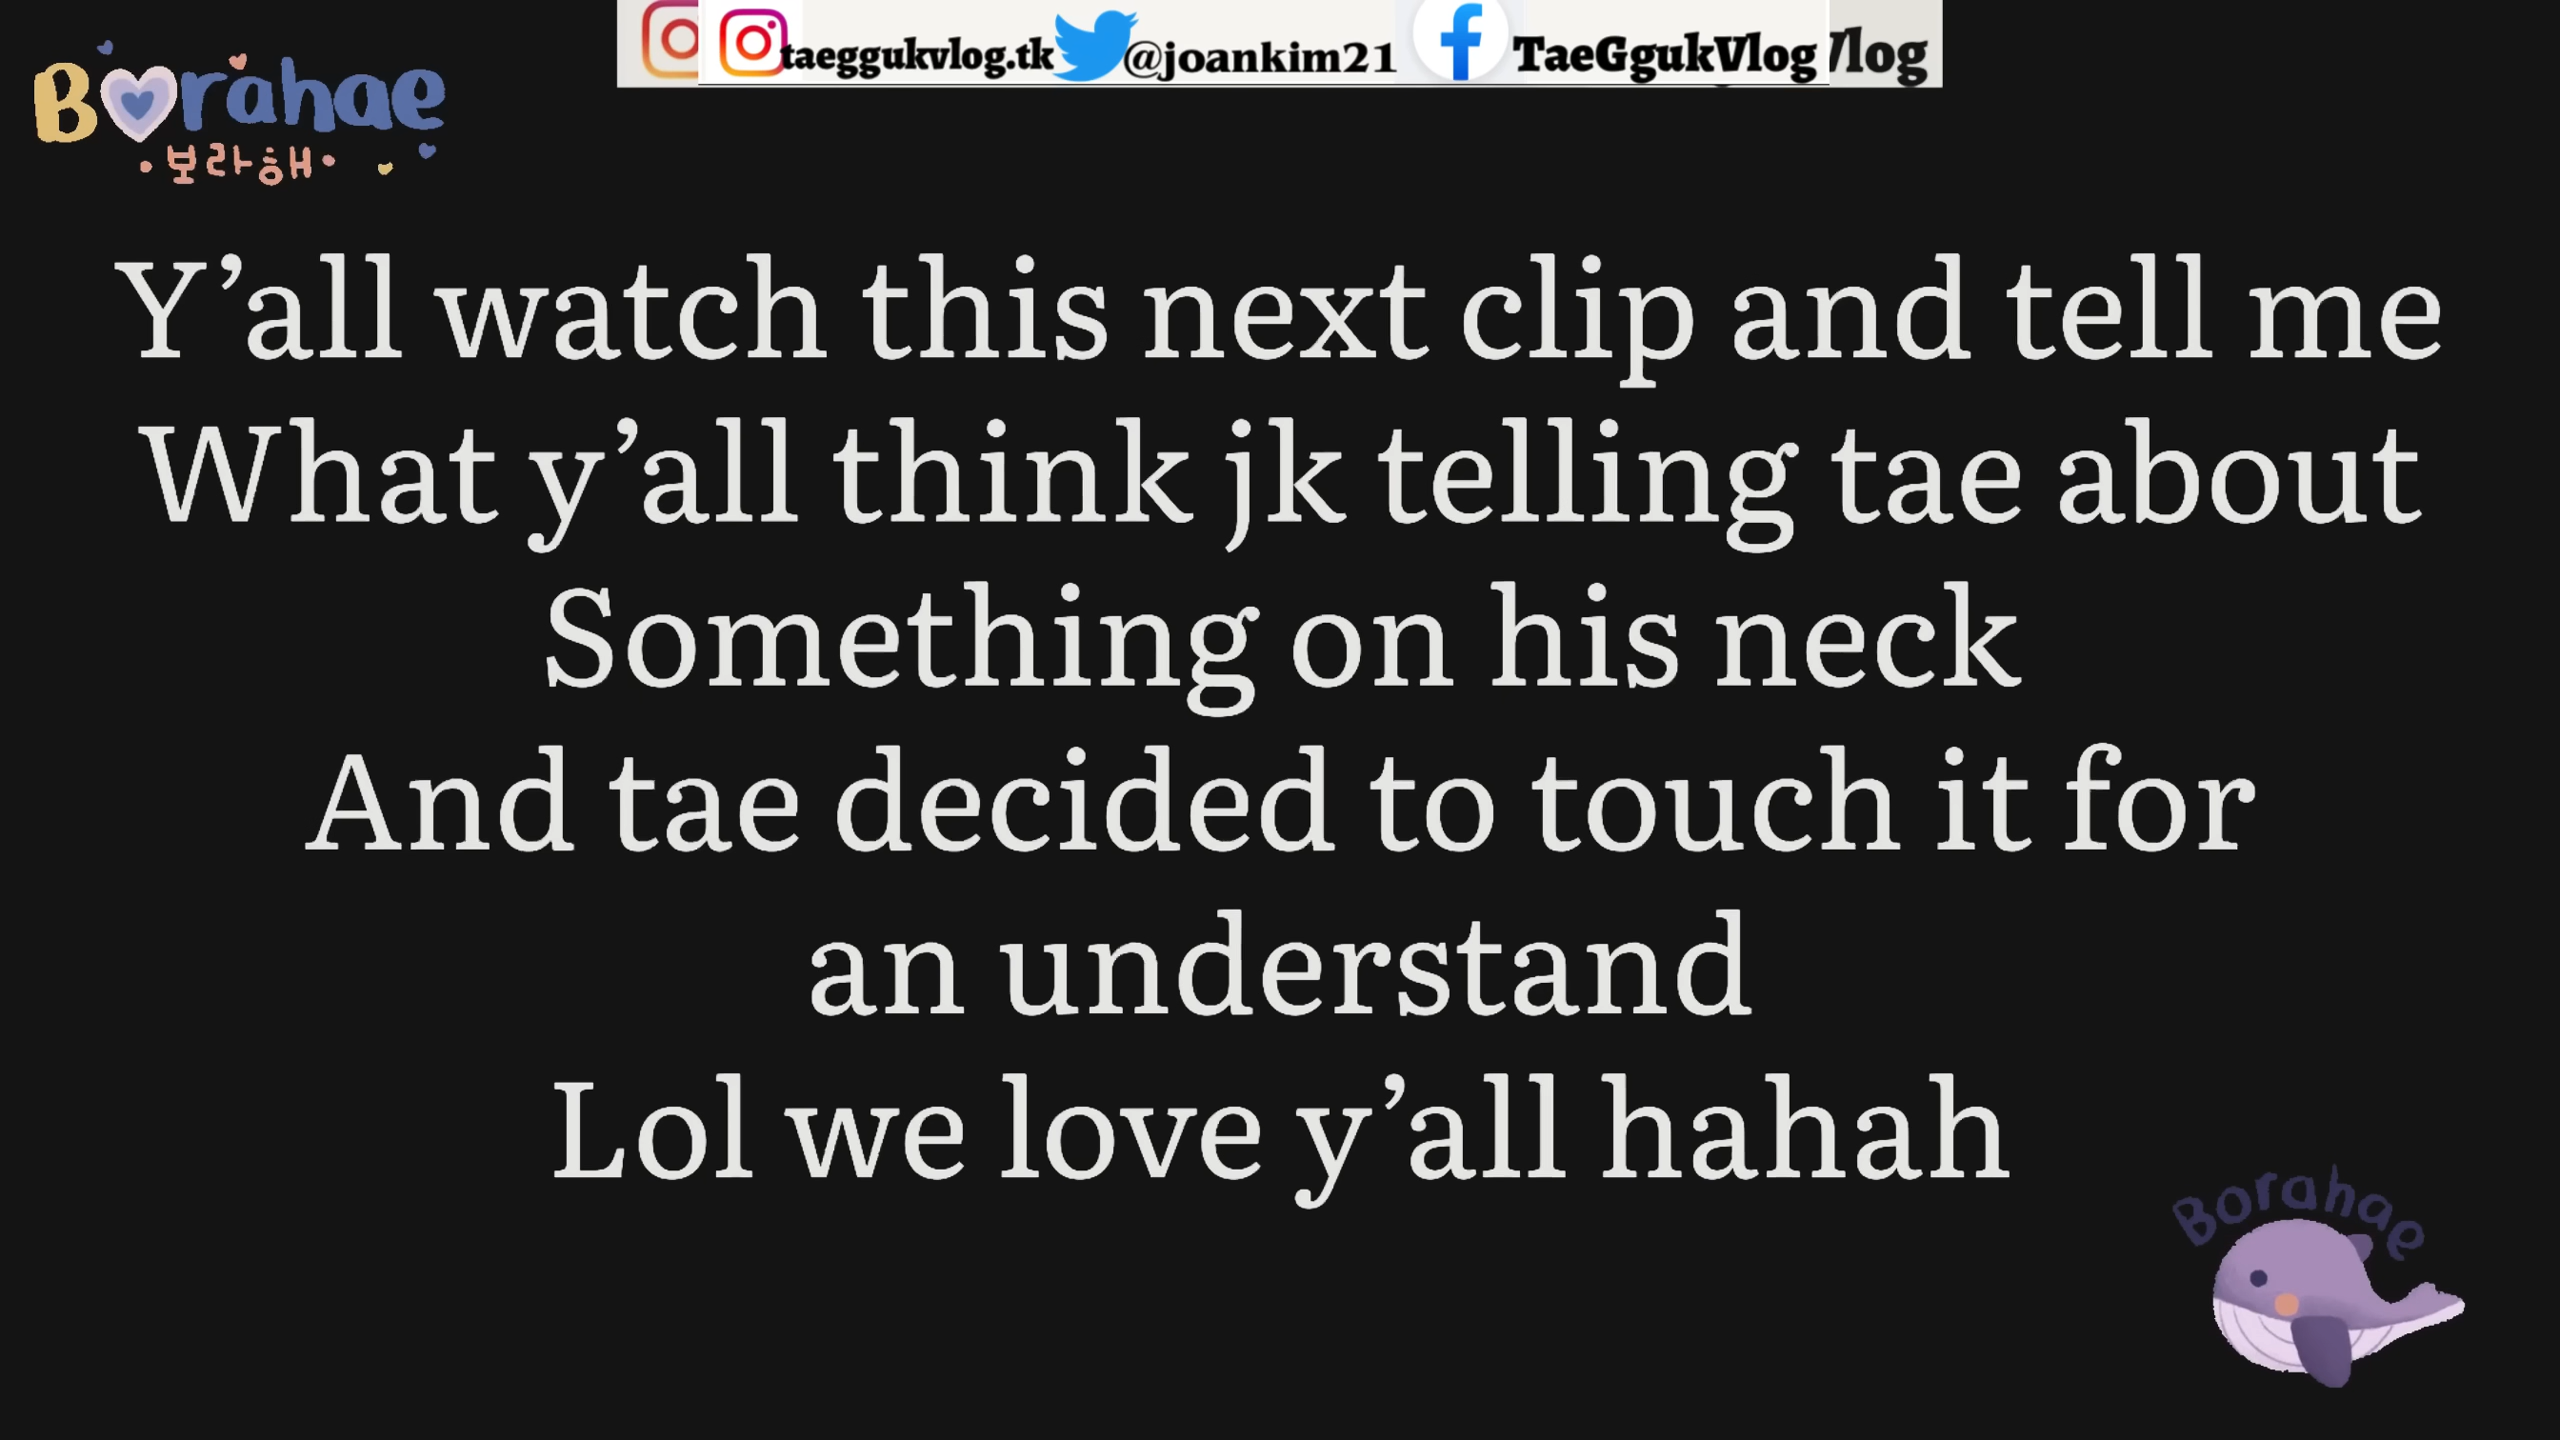 Borahae
보라해
taeggukvlog.tk @joankim21 TaeGgukVlog Vlog
Y’all watch this next clip and tell me
What y’all think jk telling tae about
Something on his neck
And tae decided to touch it for
an understand
Lol we love y’all hahah
Borahae